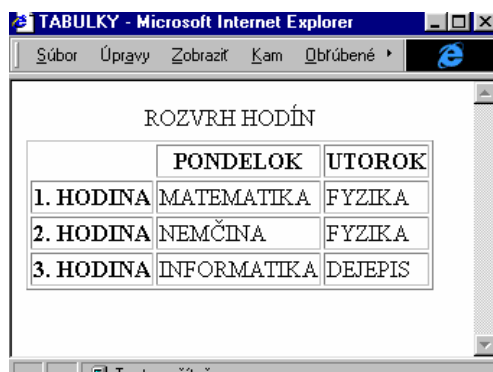 TABULKY - Microsoft Internet Explorer
Súbor Úpravy Zobraziť Kam Obľúbené
ROZVRH HODÍN
PONDELOK UTOROK
1. HODINA MATEMATIKA FYZIKA
2. HODINA NEMČINA FYZIKA
3. HODINA INFORMATIKA DEJEPIS